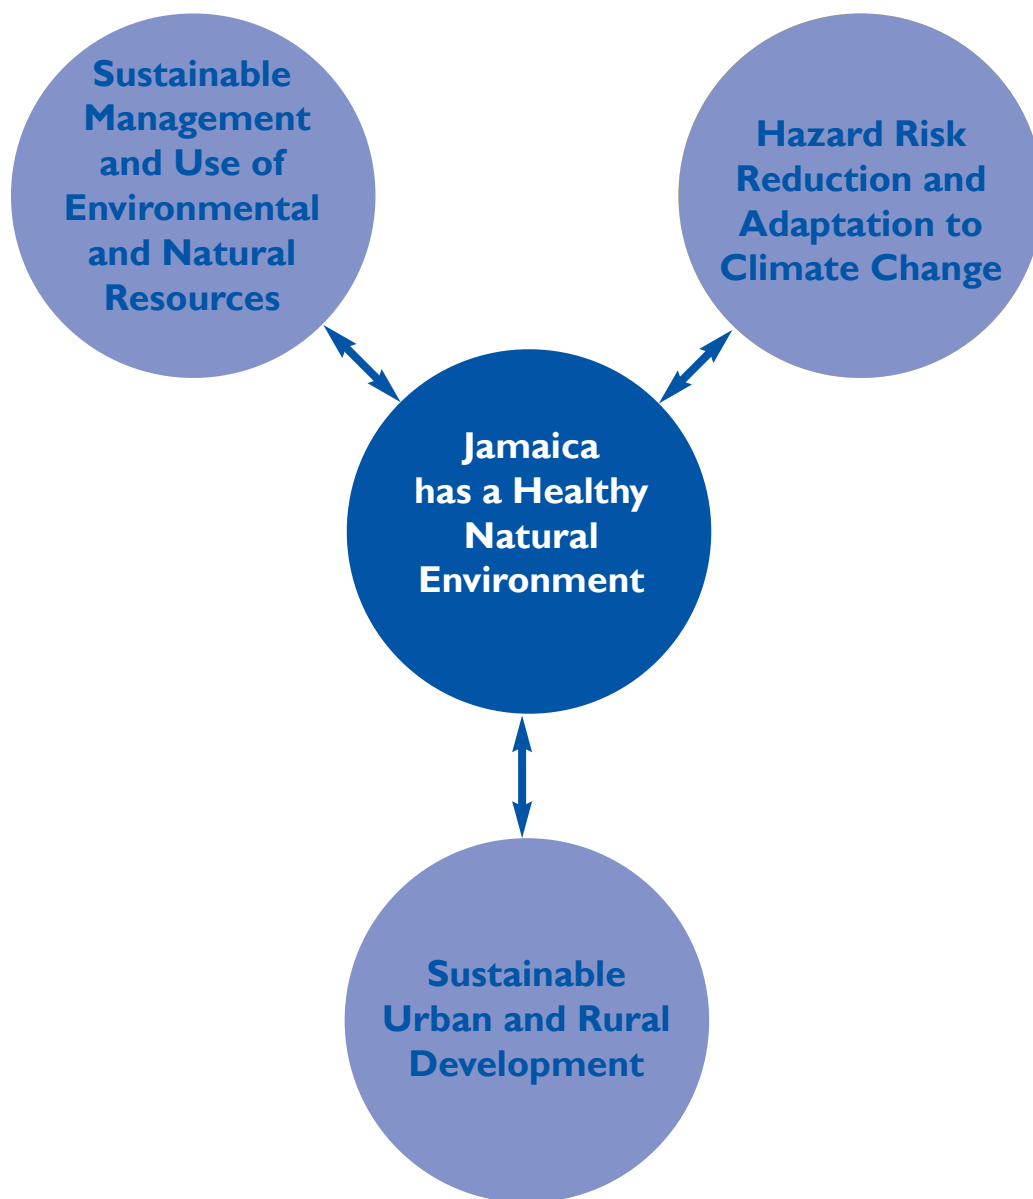 Sustainable
Management
and Use of
Environmental
and Natural
Resources
Hazard Risk
Reduction and
Adaptation to
Climate Change
Jamaica
has a Healthy
Natural
Environment
Sustainable
Urban and Rural
Development